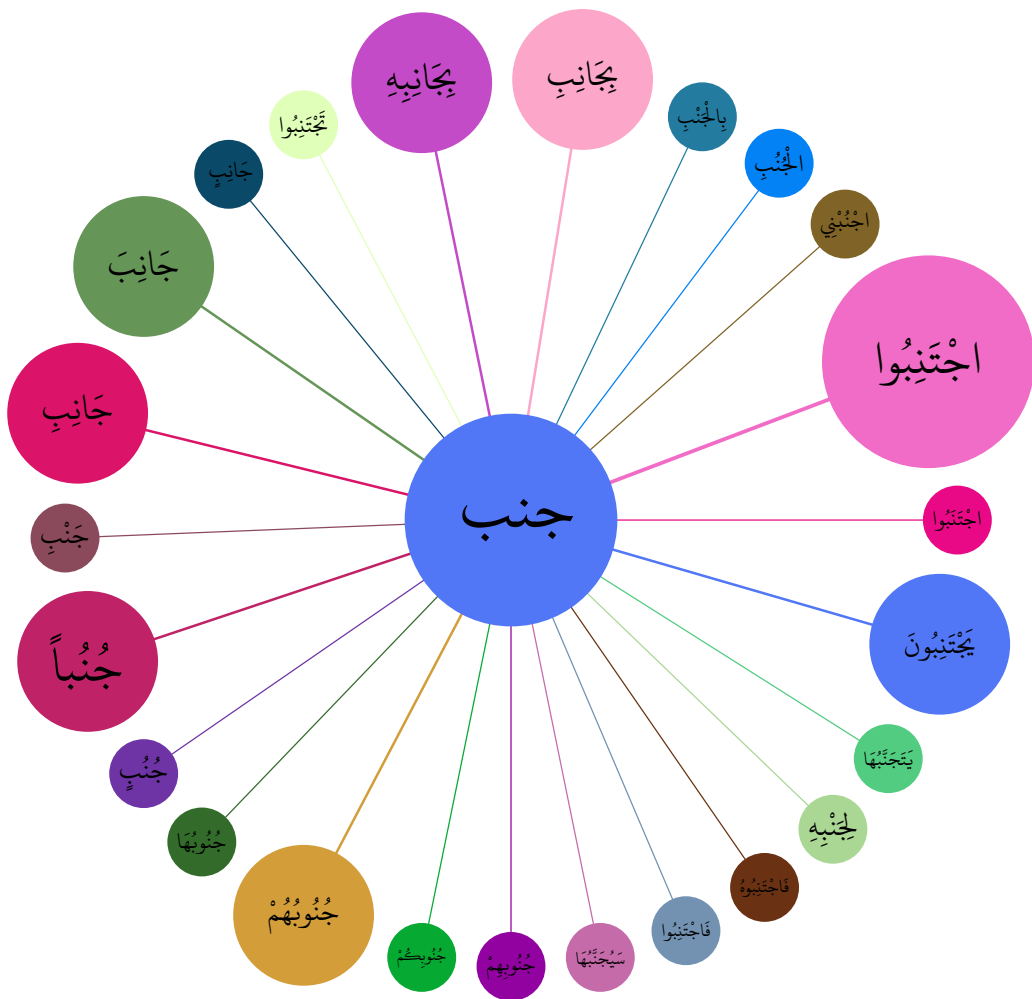 جنب
اجْتَنَبُوا
اجْتَنِبُوا
اجْنُبْنِي
الْجُنُبِ
بِالْجَنْبِ
بِجَانِبِ
بِجَانِبِهِ
تَجْتَنِبُوا
جَانِبٍ
جَانِبَ
جَانِبِ
جَنْبِ
جُنُباً
جُنُبٍ
جُنُوبُهَا
جُنُوبُهُمْ
جُنُوبِكُمْ
جُنُوبِهِمْ
سَيُجَنَّبُهَا
فَاجْتَنِبُوا
فَاجْتَنِبُوهُ
لِجَنْبِهِ
يَتَجَنَّبُهَا
يَجْتَنِبُونَ